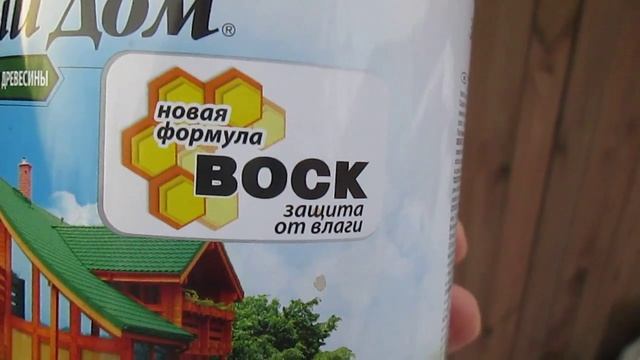 ДОМ®
ДРЕВЕСИНЫ
новая
формула
ВОСК
защита
от влаги